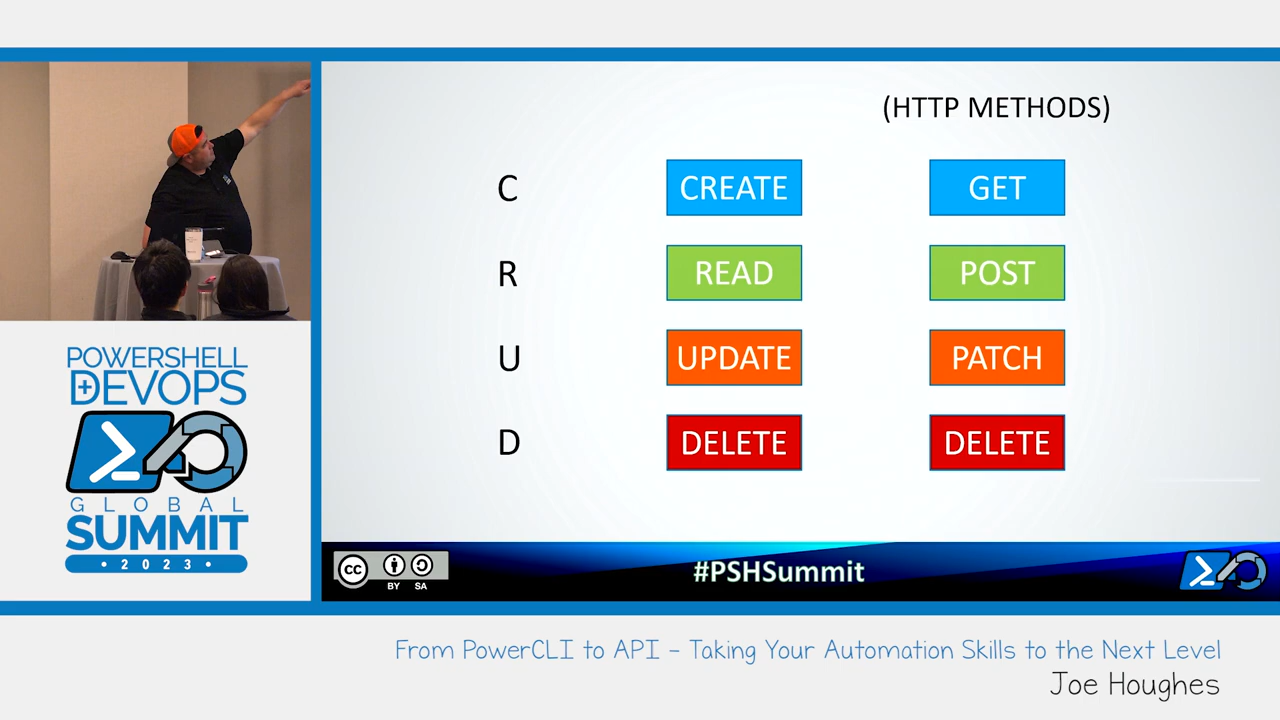 (HTTP METHODS)
C CREATE GET
R READ POST
U UPDATE PATCH
D DELETE DELETE
POWERSHELL
+DEVOPS
GLOBAL
SUMMIT
• 2023 •
cc BY SA
#PSHSummit
From PowerCLI to API – Taking Your Automation Skills to the Next Level
Joe Houghes